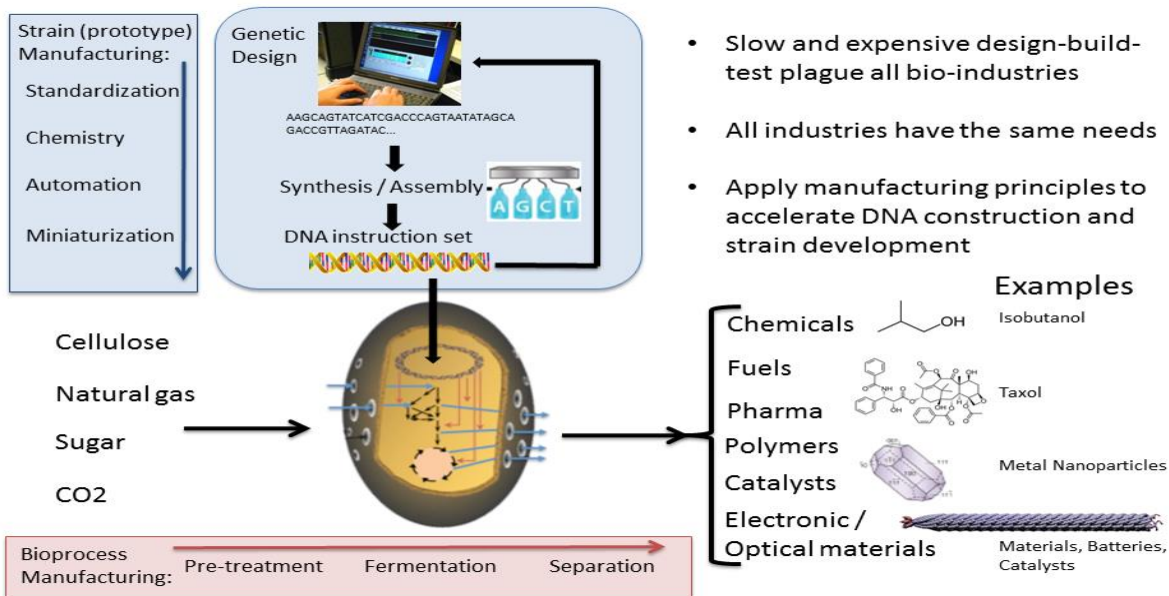 Strain (prototype)
Manufacturing:
Standardization
Chemistry
Automation
Miniaturization
Genetic
Design
AAGCAGTATCATCGACCCAGTAATATAGCA
GACCGTTAGATAC...
Synthesis / Assembly
A G C T
DNA instruction set
• Slow and expensive design-build-
test plague all bio-industries
• All industries have the same needs
• Apply manufacturing principles to
accelerate DNA construction and
strain development
Cellulose
Natural gas
Sugar
CO2
Examples
Chemicals
OH
Isobutanol
Fuels
Pharma
Taxol
Polymers
Catalysts
Metal Nanoparticles
Electronic /
Optical materials
Materials, Batteries,
Catalysts
Bioprocess
Manufacturing:
Pre-treatment
Fermentation
Separation